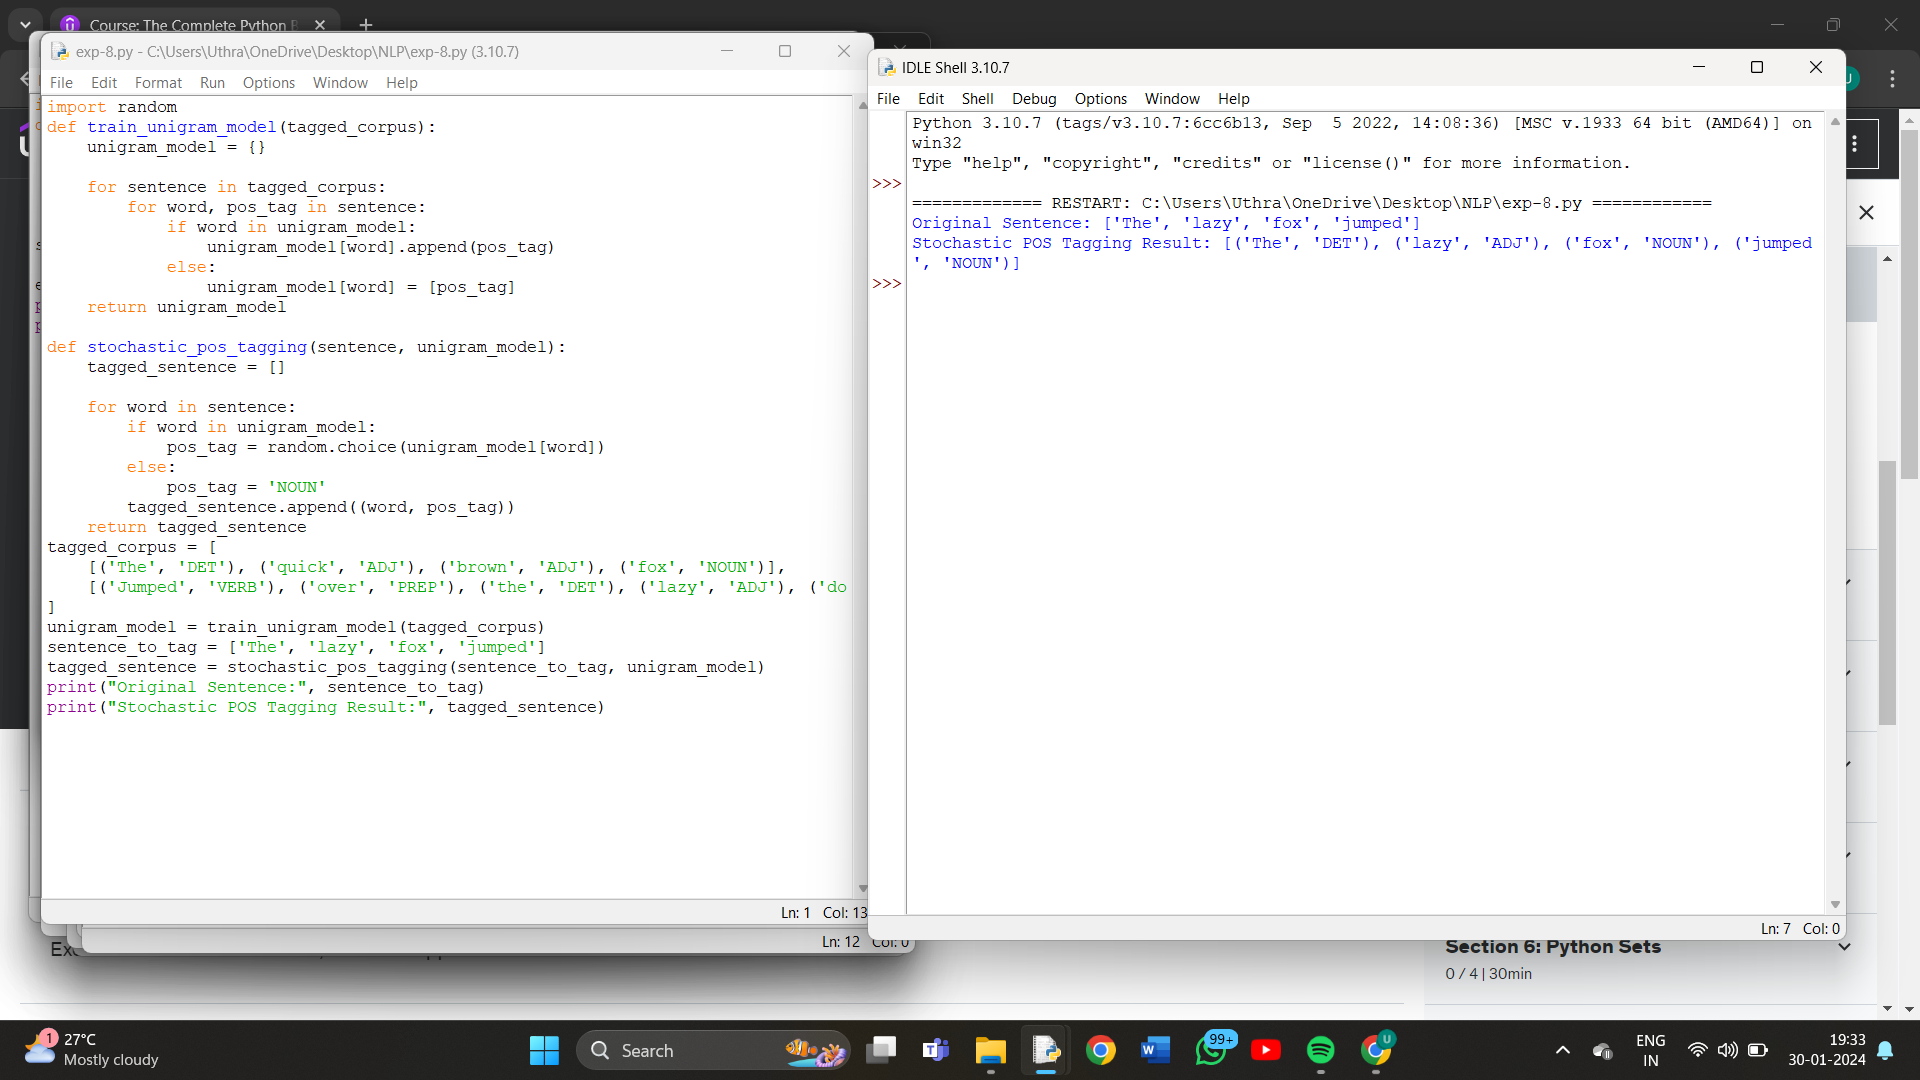 Course: The Complete Python B
exp-8.py - C:\Users\Uthra\OneDrive\Desktop\NLP\exp-8.py (3.10.7)
File Edit Format Run Options Window Help
import random
def train_unigram_model(tagged_corpus):
    unigram_model = {}
    for sentence in tagged_corpus:
        for word, pos_tag in sentence:
            if word in unigram_model:
                unigram_model[word].append(pos_tag)
            else:
                unigram_model[word] = [pos_tag]
    return unigram_model
def stochastic_pos_tagging(sentence, unigram_model):
    tagged_sentence = []
    for word in sentence:
        if word in unigram_model:
            pos_tag = random.choice(unigram_model[word])
        else:
            pos_tag = 'NOUN'
        tagged_sentence.append((word, pos_tag))
    return tagged_sentence
tagged_corpus = [
    [('The', 'DET'), ('quick', 'ADJ'), ('brown', 'ADJ'), ('fox', 'NOUN')],
    [('Jumped', 'VERB'), ('over', 'PREP'), ('the', 'DET'), ('lazy', 'ADJ'), ('do
]
unigram_model = train_unigram_model(tagged_corpus)
sentence_to_tag = ['The', 'lazy', 'fox', 'jumped']
tagged_sentence = stochastic_pos_tagging(sentence_to_tag, unigram_model)
print("Original Sentence:", sentence_to_tag)
print("Stochastic POS Tagging Result:", tagged_sentence)
Ln: 1 Col: 13
Ln: 12 Col: 0
IDLE Shell 3.10.7
File Edit Shell Debug Options Window Help
Python 3.10.7 (tags/v3.10.7:6cc6b13, Sep  5 2022, 14:08:36) [MSC v.1933 64 bit (AMD64)] on
win32
Type "help", "copyright", "credits" or "license()" for more information.
>>>
============= RESTART: C:\Users\Uthra\OneDrive\Desktop\NLP\exp-8.py ============
Original Sentence: ['The', 'lazy', 'fox', 'jumped']
Stochastic POS Tagging Result: [('The', 'DET'), ('lazy', 'ADJ'), ('fox', 'NOUN'), ('jumped
', 'NOUN')]
>>>
Ln: 7 Col: 0
Section 6: Python Sets
0 / 4 | 30min
1
27°C
Mostly cloudy
Search
99+
U
ENG
IN
19:33
30-01-2024